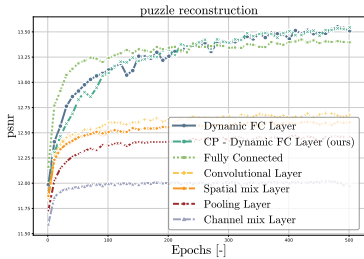 puzzle reconstruction
psnr
13.50
13.25
13.00
12.75
12.50
12.25
12.00
11.75
11.50
Dynamic FC Layer
CP - Dynamic FC Layer (ours)
Fully Connected
Convolutional Layer
Spatial mix Layer
Pooling Layer
Channel mix Layer
0 100 200 300 400 500
Epochs [-]